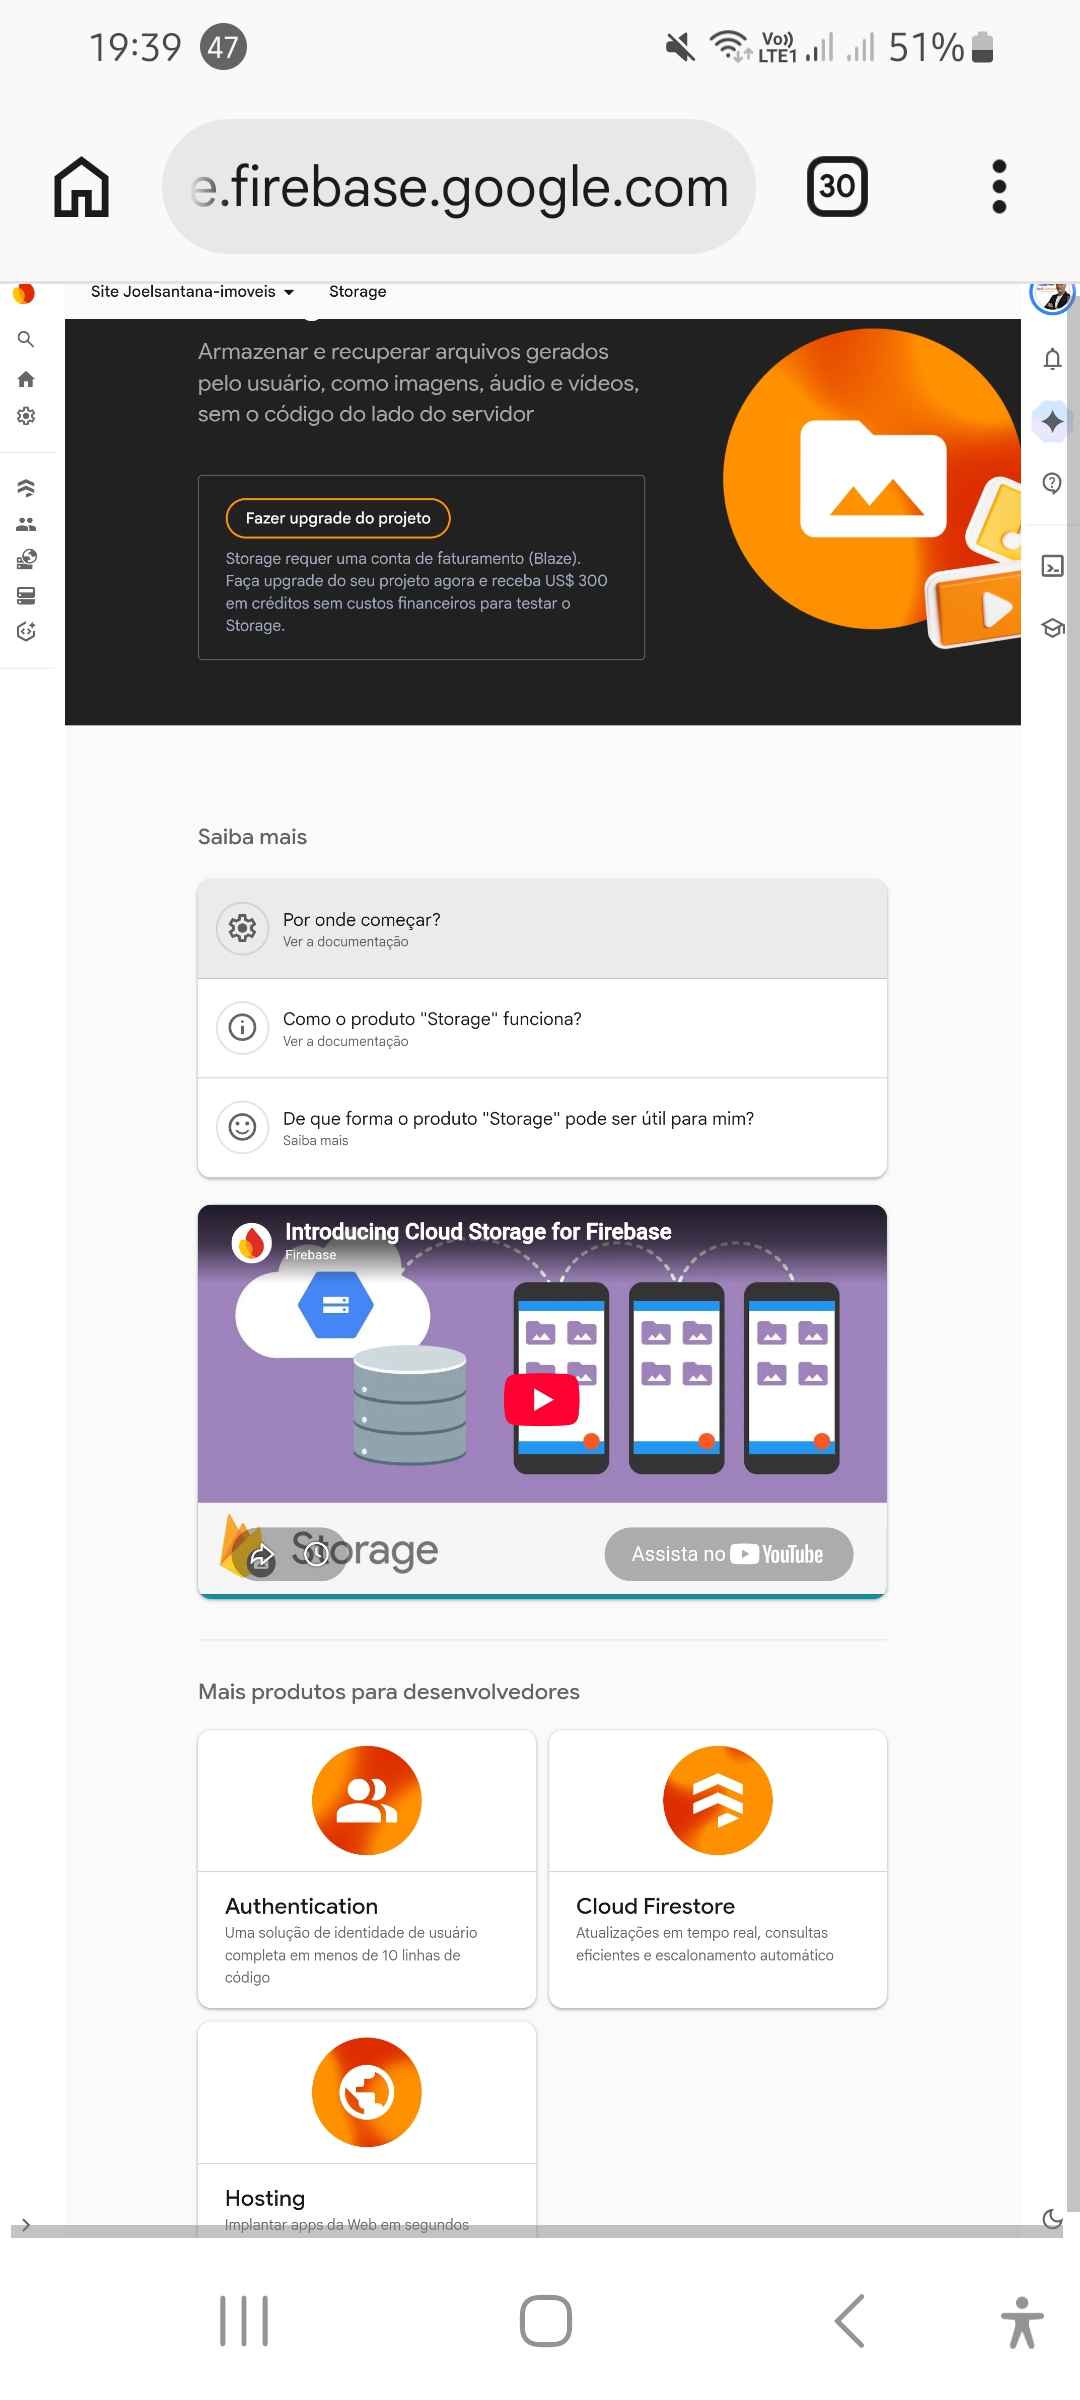 19:39 47 Vo)) LTE1 51%
e.firebase.google.com 30
Site Joelsantana-imoveis Storage
Armazenar e recuperar arquivos gerados
pelo usuário, como imagens, áudio e vídeos,
sem o código do lado do servidor
Fazer upgrade do projeto
Storage requer uma conta de faturamento (Blaze).
Faça upgrade do seu projeto agora e receba US$ 300
em créditos sem custos financeiros para testar o
Storage.
Saiba mais
Por onde começar?
Ver a documentação
Como o produto "Storage" funciona?
Ver a documentação
De que forma o produto "Storage" pode ser útil para mim?
Saiba mais
Introducing Cloud Storage for Firebase
Firebase
Storage
Assista no YouTube
Mais produtos para desenvolvedores
Authentication
Uma solução de identidade de usuário
completa em menos de 10 linhas de
código
Cloud Firestore
Atualizações em tempo real, consultas
eficientes e escalonamento automático
Hosting
Implantar apps da Web em segundos